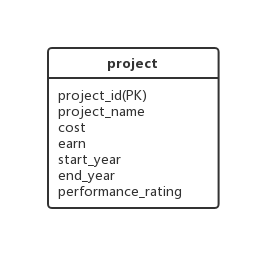 project
project_id(PK)
project_name
cost
earn
start_year
end_year
performance_rating